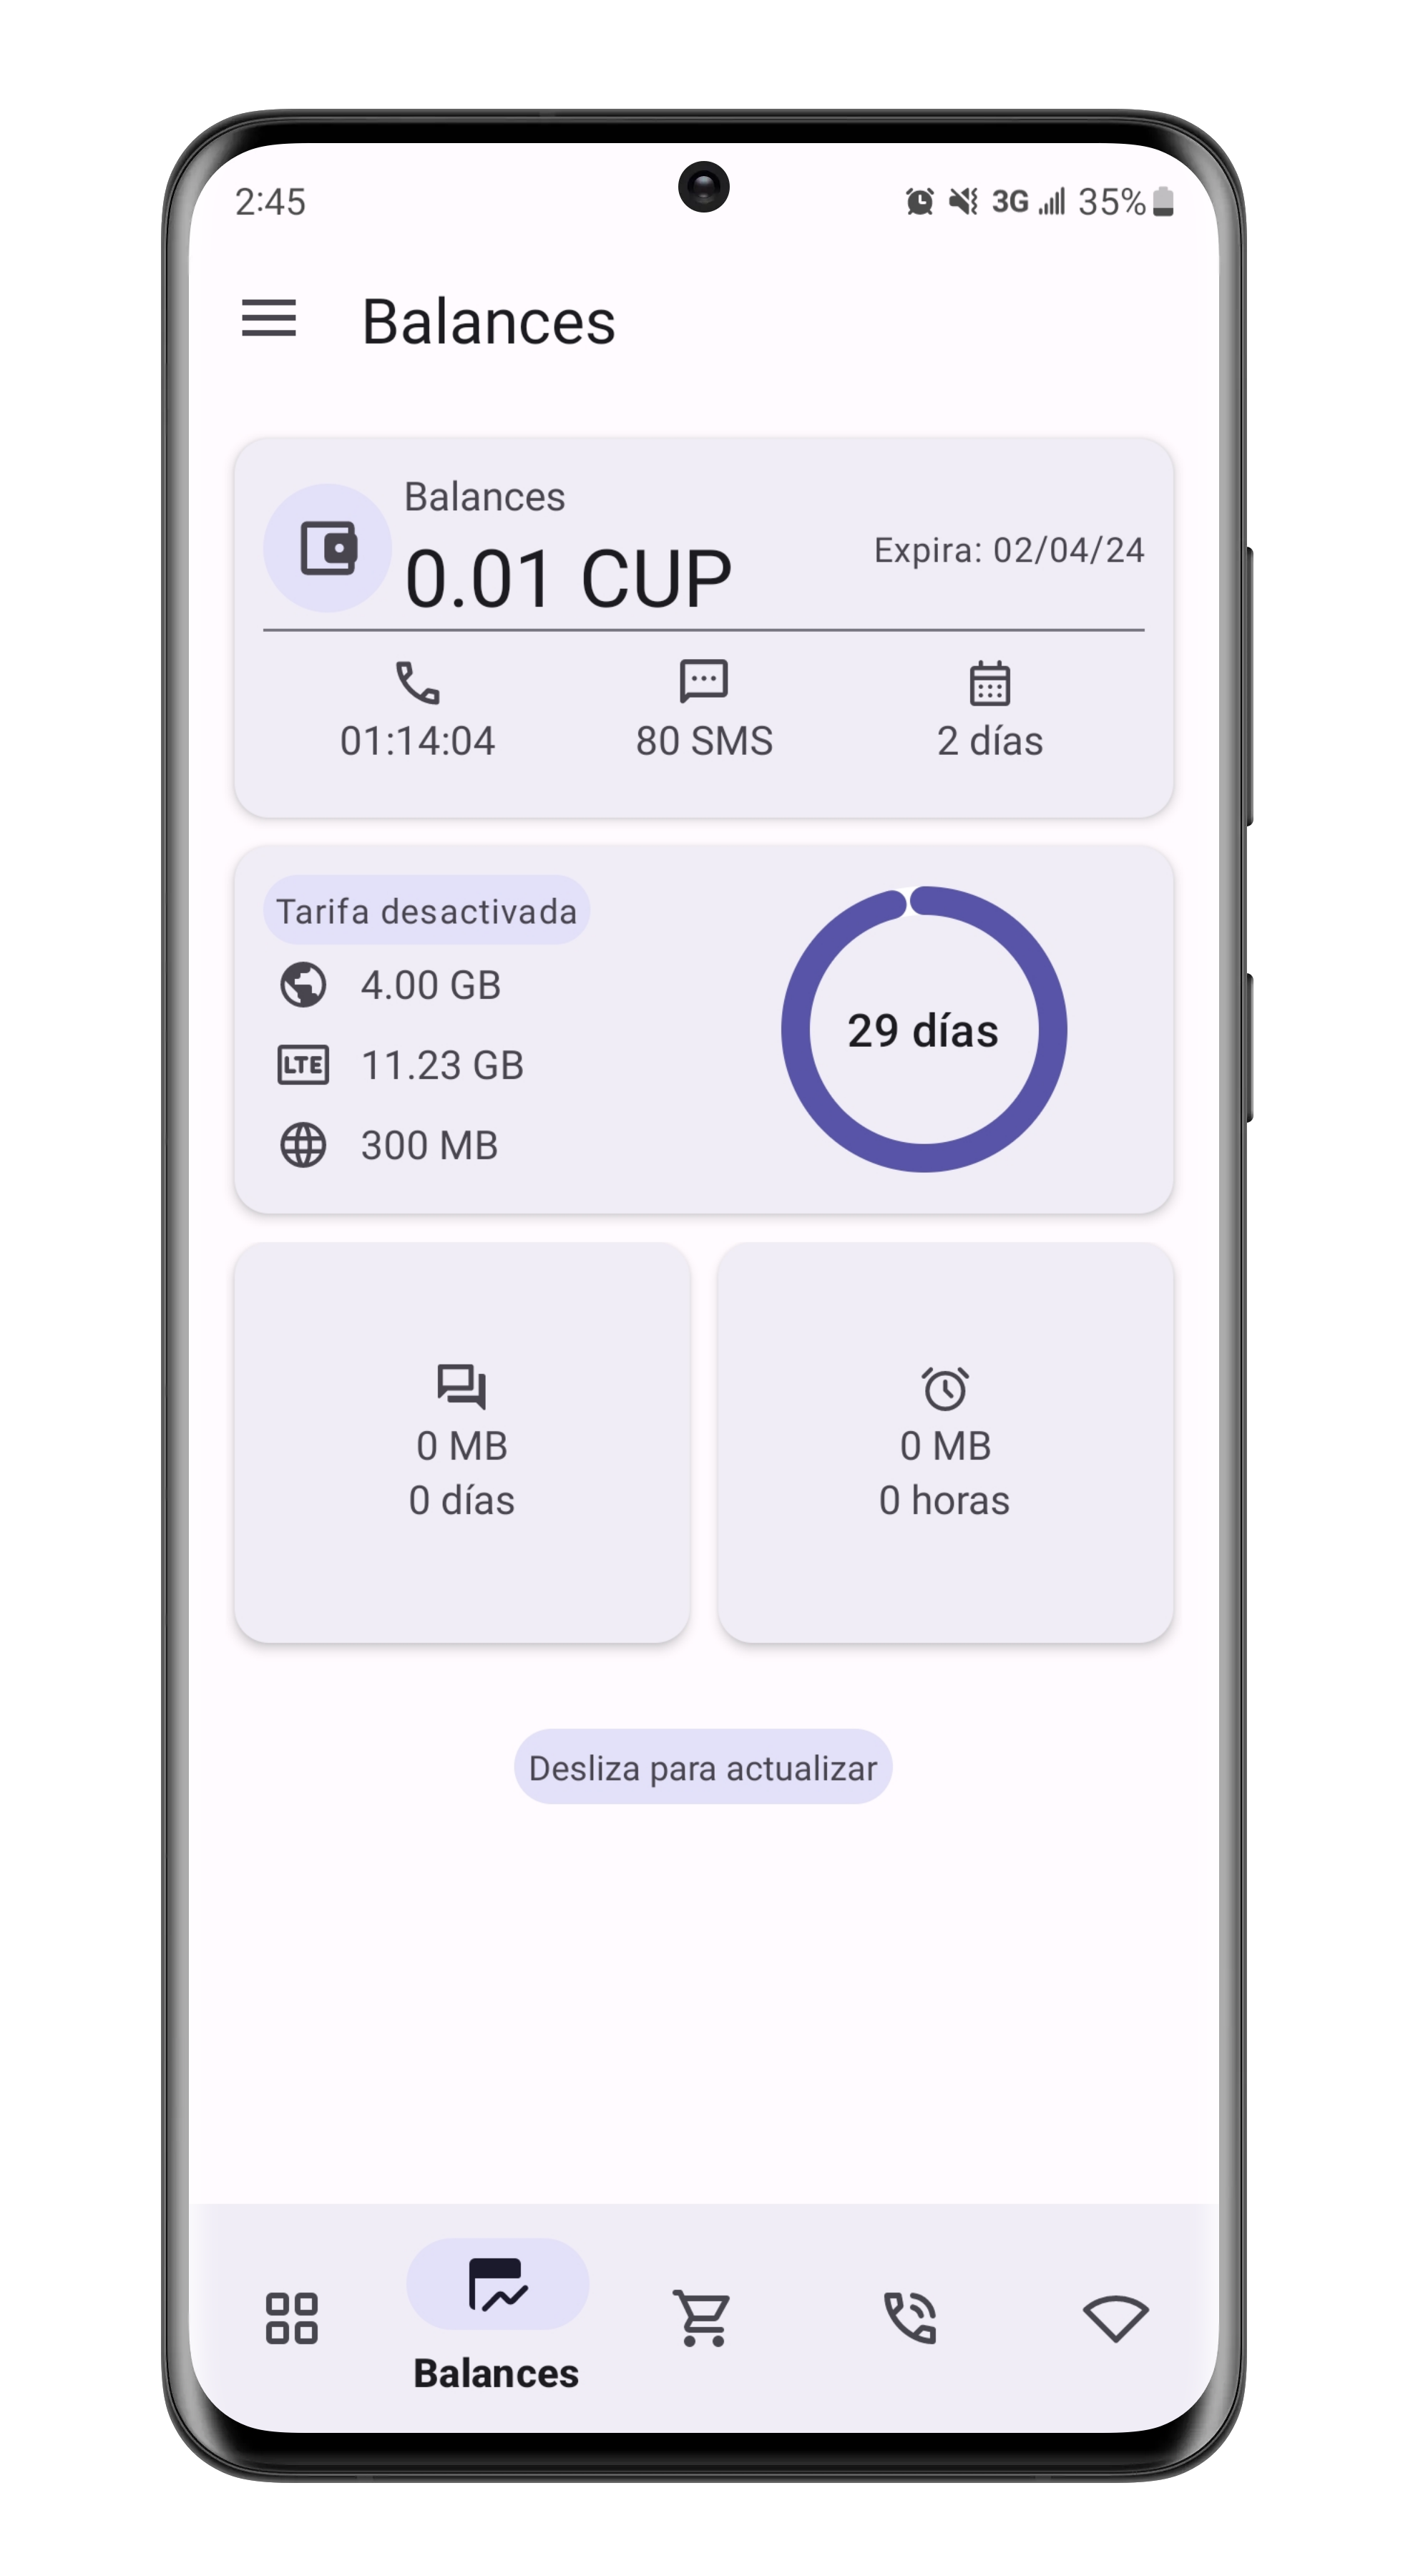 2:45
3G 35%
Balances
Balances
0.01 CUP
Expira: 02/04/24
01:14:04
80 SMS
2 días
Tarifa desactivada
4.00 GB
LTE
11.23 GB
300 MB
29 días
0 MB
0 días
0 MB
0 horas
Desliza para actualizar
Balances